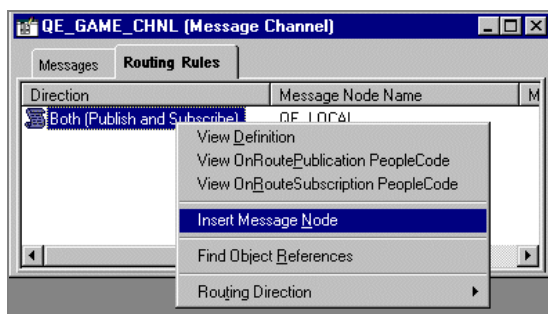 QE_GAME_CHNL (Message Channel)
Messages Routing Rules
Direction Message Node Name M
Both (Publish and Subscribe) QE_LOCAL
View Definition
View OnRoutePublication PeopleCode
View OnRouteSubscription PeopleCode
Insert Message Node
Find Object References
Routing Direction